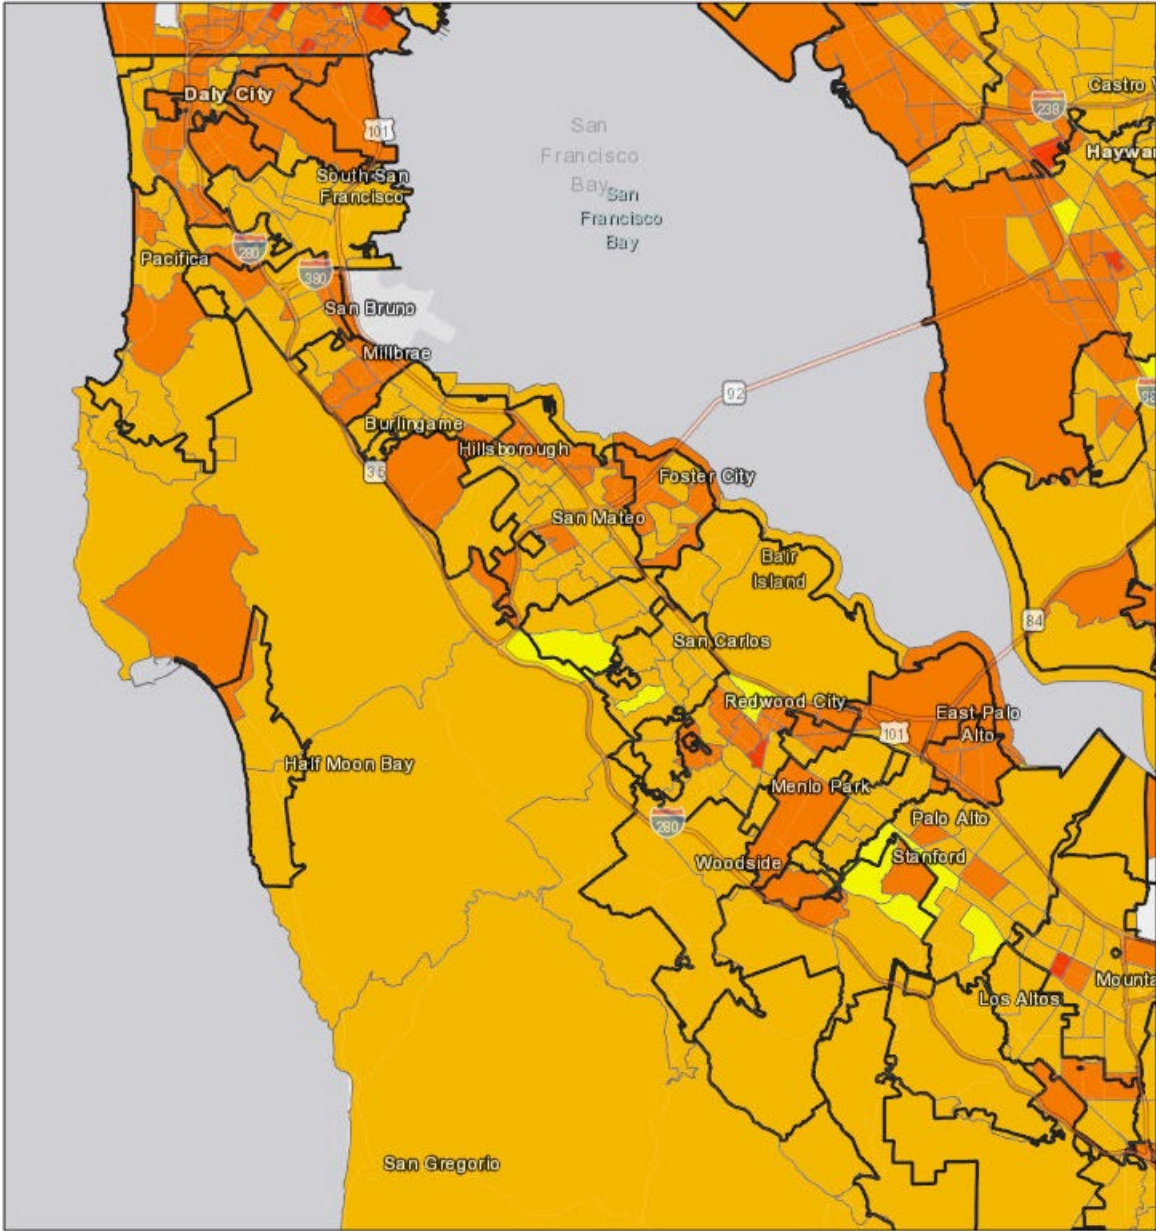 Castro V
Daly City
238
101
Haywa
San
Francisco
Bay
San
Francisco
Bay
South San
Francisco
280
Pacifica
380
San Bruno
Millbrae
92
Burlingame
Hillsborough
35
Foster City
San Mateo
Bair
Island
84
San Carlos
Redwood City
East Palo
Alto
101
Half Moon Bay
Menlo Park
280
Palo Alto
Woodside
Stanford
Mounta
Los Altos
San Gregorio